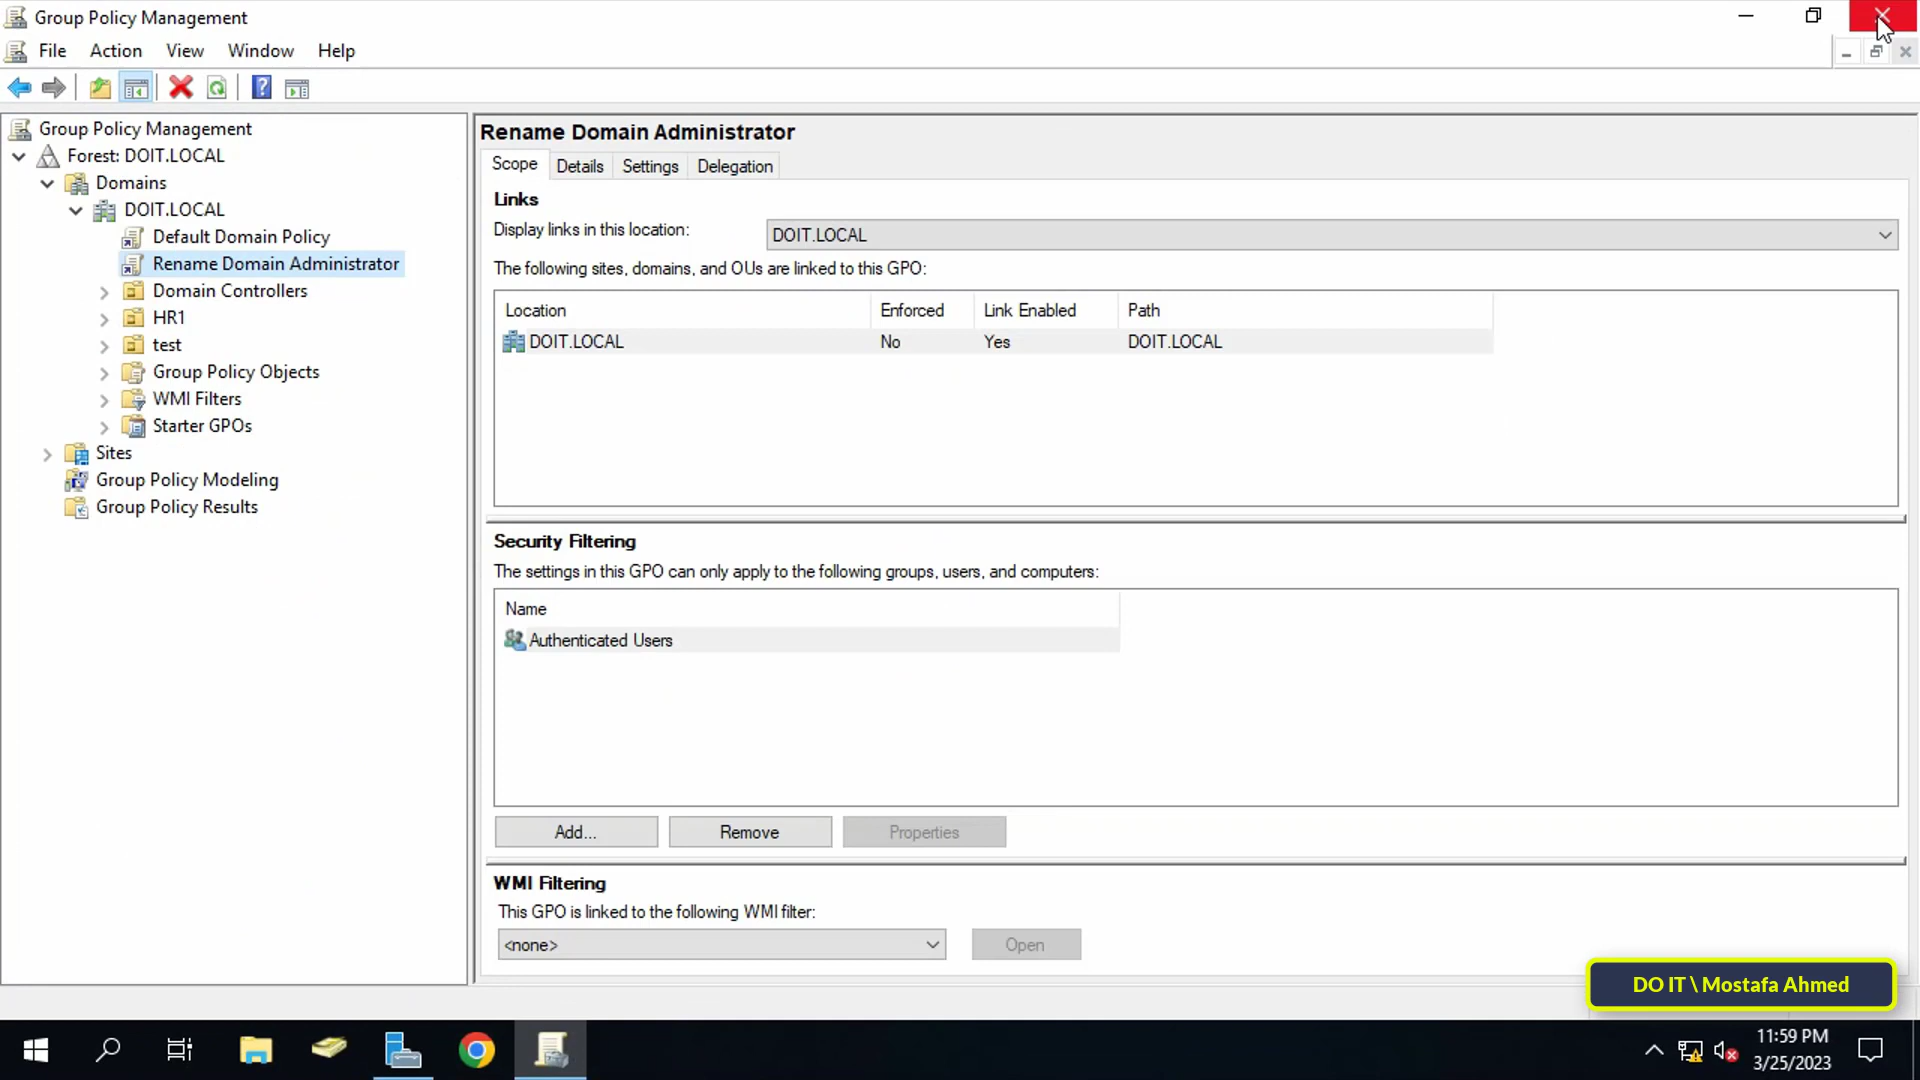 Group Policy Management
File Action View Window Help
Group Policy Management
Forest: DOIT.LOCAL
Domains
DOIT.LOCAL
Default Domain Policy
Rename Domain Administrator
Domain Controllers
HR1
test
Group Policy Objects
WMI Filters
Starter GPOs
Sites
Group Policy Modeling
Group Policy Results
Rename Domain Administrator
Scope Details Settings Delegation
Links
Display links in this location: DOIT.LOCAL
The following sites, domains, and OUs are linked to this GPO:
Location Enforced Link Enabled Path
DOIT.LOCAL No Yes DOIT.LOCAL
Security Filtering
The settings in this GPO can only apply to the following groups, users, and computers:
Name
Authenticated Users
Add... Remove Properties
WMI Filtering
This GPO is linked to the following WMI filter:
<none> Open
DO IT \ Mostafa Ahmed
11:59 PM
3/25/2023